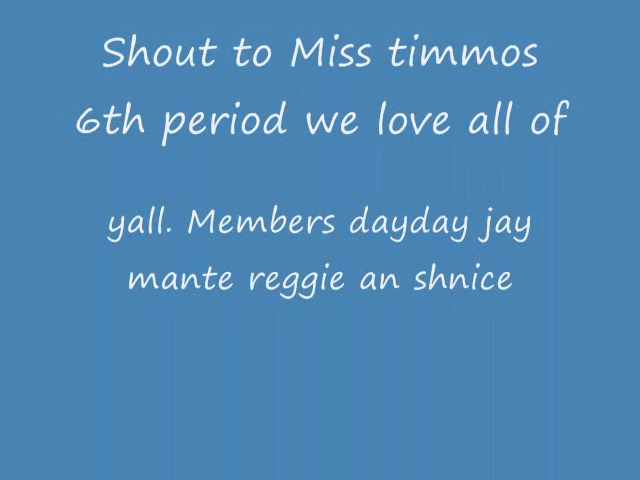 Shout to Miss timmos
6th period we love all of
yall. Members dayday jay
mante reggie an shnice